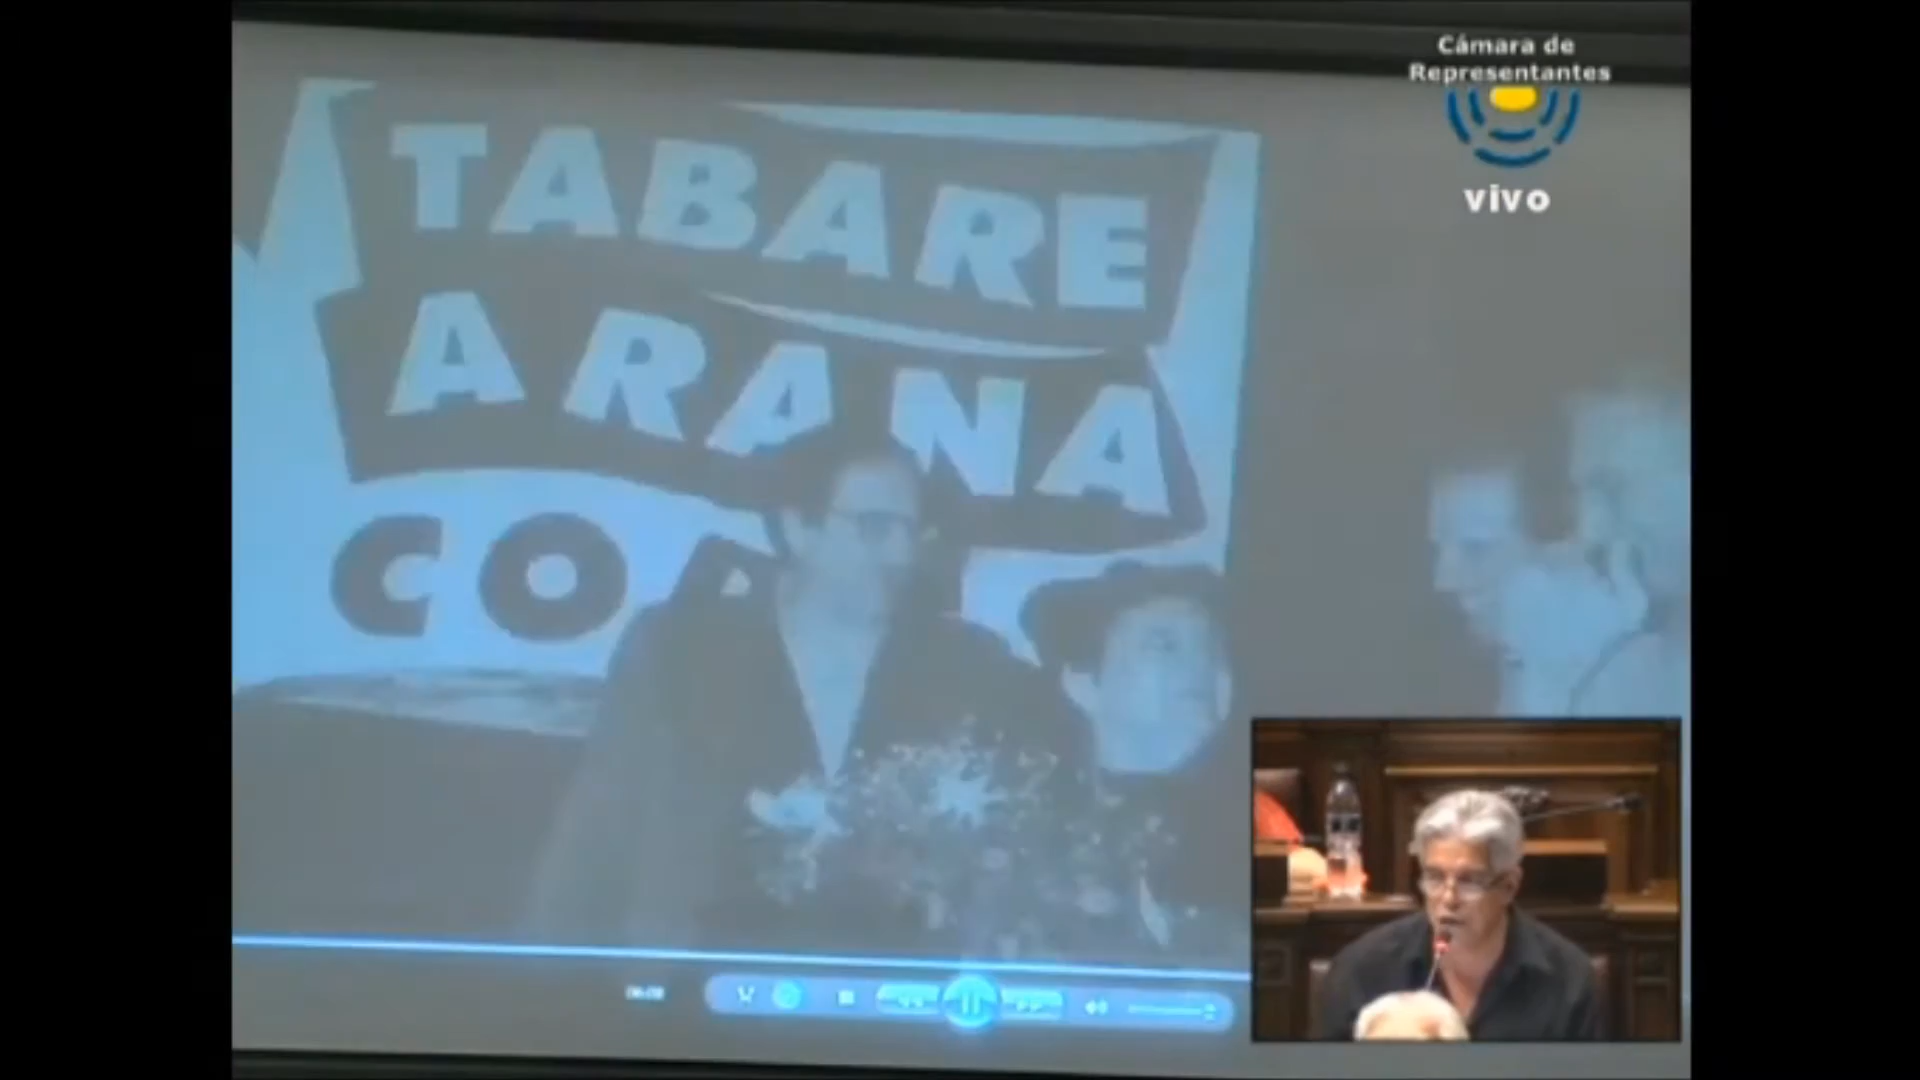 Cámara de
Representantes
vivo
TABARE
ARANA
CO